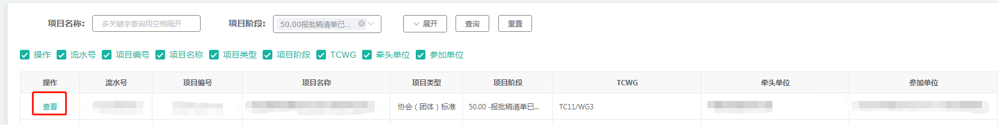 项目名称: 多关键字查询用空格隔开 项目阶段: 50.00报批稿清单已... 展开 查询 重置
操作 流水号 项目编号 项目名称 项目类型 项目阶段 TCWG 牵头单位 参加单位
操作 流水号 项目编号 项目名称 项目类型 项目阶段 TCWG 牵头单位 参加单位
查看 协会（团体）标准 50.00 -报批稿清单已... TC11/WG3